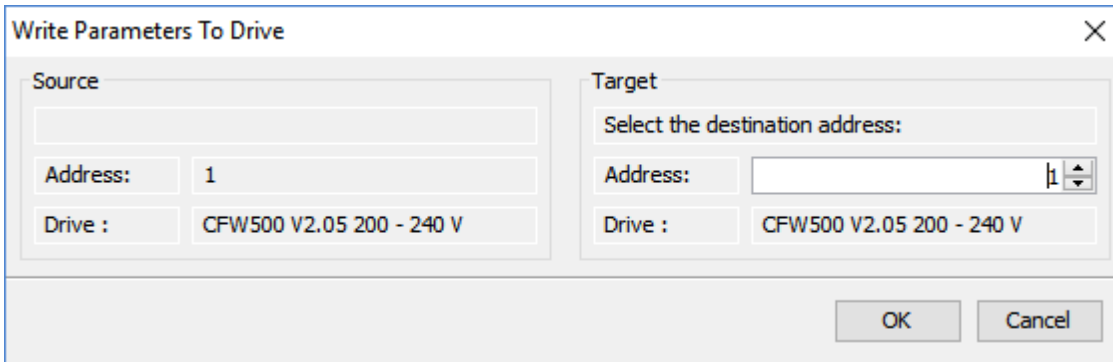 Write Parameters To Drive
Source
Address: 1
Drive : CFW500 V2.05 200 - 240 V
Target
Select the destination address:
Address: 1
Drive : CFW500 V2.05 200 - 240 V
OK Cancel